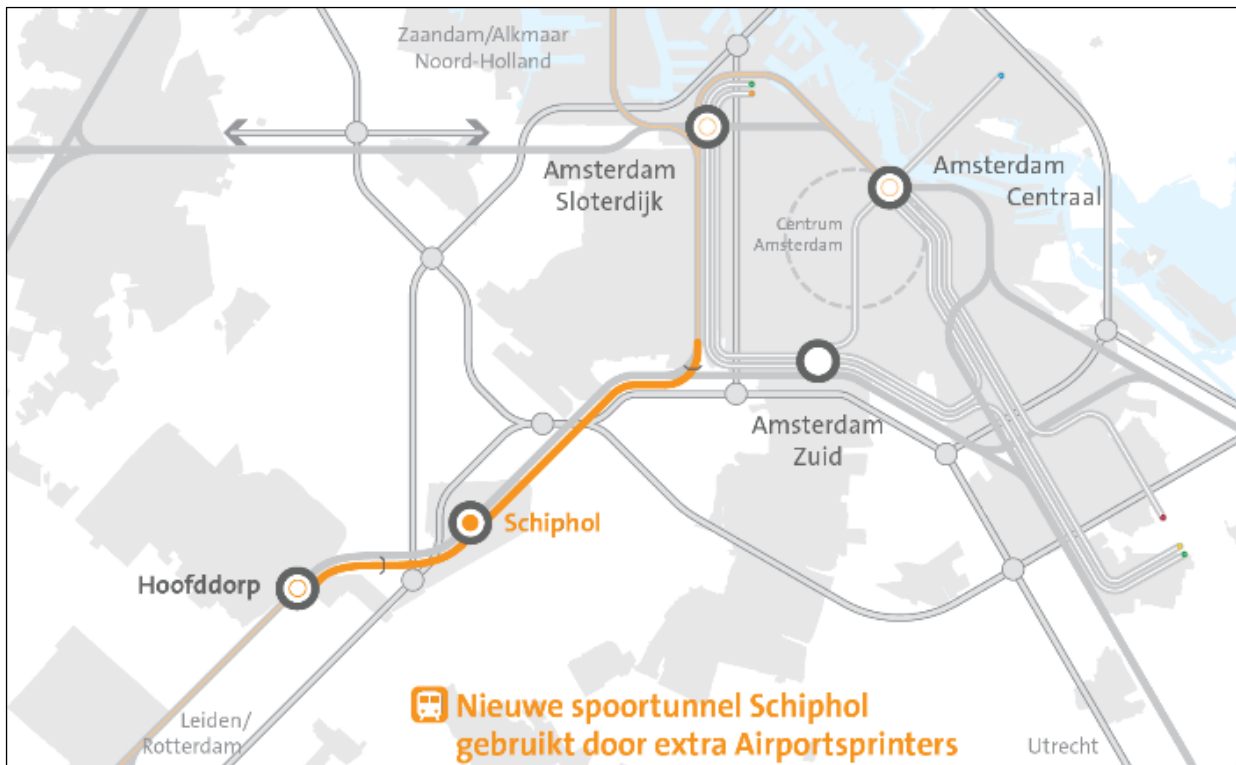 Zaandam/Alkmaar
Noord-Holland
Amsterdam
Sloterdijk
Amsterdam
Centraal
Centrum
Amsterdam
Amsterdam
Zuid
Schiphol
Hoofddorp
Leiden/
Rotterdam
Nieuwe spoortunnel Schiphol
gebruikt door extra Airportsprinters
Utrecht